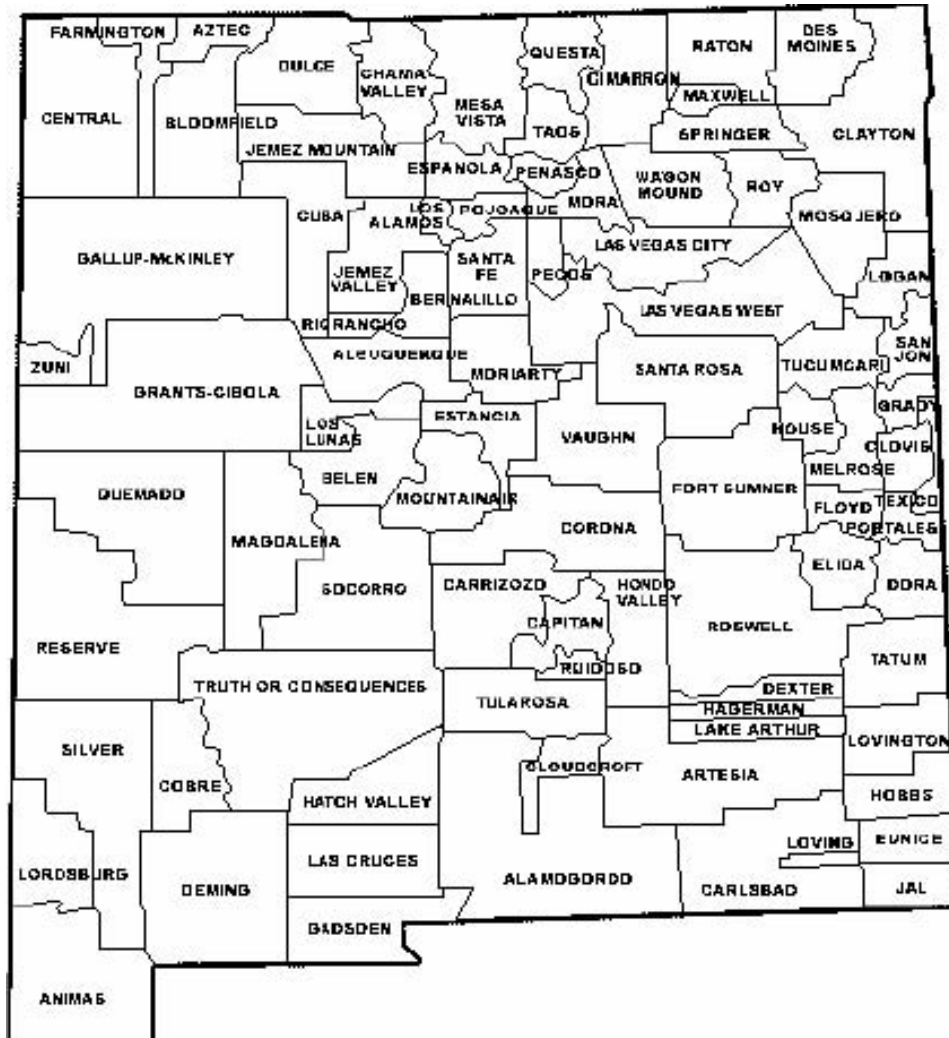 FARMINGTON
AZTEC
DULCE
CHAMA
VALLEY
MESA
VISTA
QUESTA
CIMARRON
RATON
DES
MOINES
MAXWELL
CENTRAL
BLOOMFIELD
JEMEZ MOUNTAIN
TAOS
SPRINGER
CLAYTON
ESPANOLA
PENASCO
WAGON
MOUND
ROY
MOSQJERO
CUBA
LOS
ALAMOS
POJOAQUE
MORA
GALLUP-McKINLEY
JEMEZ
VALLEY
SANTA
FE
PECOS
LAS VEGAS CITY
LOGAN
BERNALILLO
RIO RANCHO
LAS VEGAS WEST
ZUNI
ALBUQUERQUE
MORIARTY
SANTA ROSA
TUCUMCARI
SAN
JON
GRANTS-CIBOLA
LOS
LUNAS
ESTANCIA
VAUGHN
HOUSE
GRADY
CLOVIS
QUEMADO
BELEN
MOUNTAINAIR
FORT SUMNER
MELROSE
FLOYD
TEXICO
PORTALES
MAGDALENA
CORONA
SOCORRO
CARRIZOZO
HONDO
VALLEY
ELIDA
DORA
RESERVE
CAPITAN
ROSWELL
RUIDOSO
TATUM
TRUTH OR CONSEQUENCES
TULAROSA
DEXTER
HAGERMAN
LAKE ARTHUR
SILVER
LOVINGTON
COBRE
CLOUDCROFT
ARTESIA
HATCH VALLEY
HOBBS
LORDSBURG
DEMING
LAS CRUCES
ALAMOGORDO
LOVING
EUNICE
CARLSBAD
JAL
GADSDEN
ANIMAS